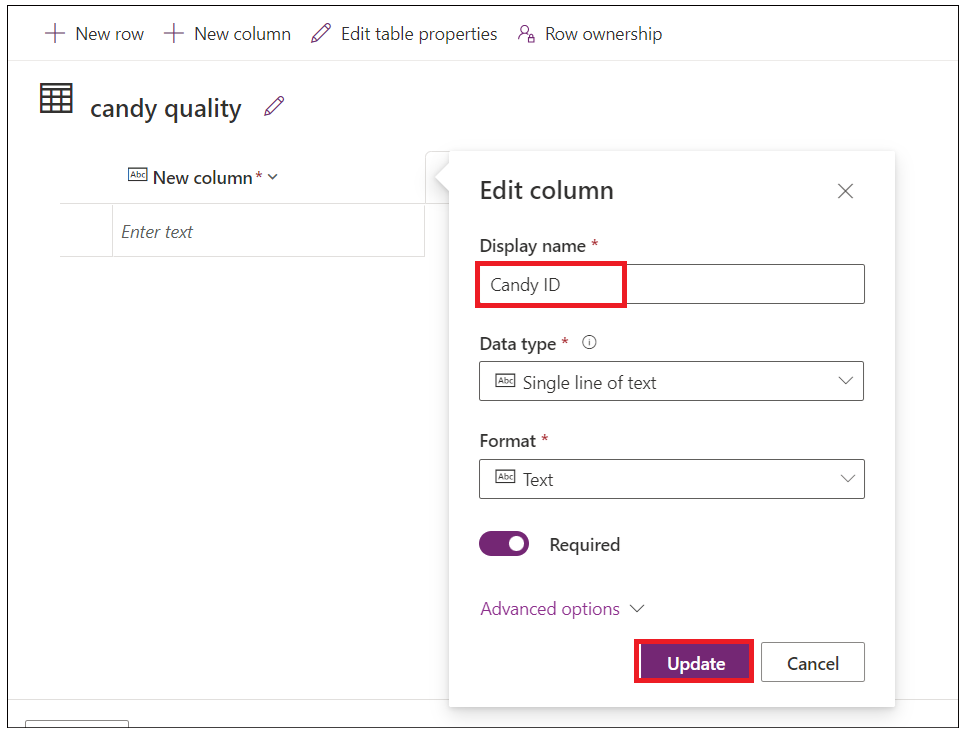 New row New column Edit table properties Row ownership
candy quality
Abc New column *
Enter text
Edit column
Display name *
Candy ID
Data type *
Abc Single line of text
Format *
Abc Text
Required
Advanced options
Update Cancel